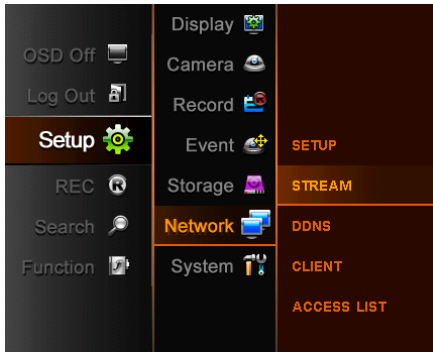 OSD Off
Log Out
Setup
REC
Search
Function
Display
Camera
Record
Event
Storage
Network
System
SETUP
STREAM
DDNS
CLIENT
ACCESS LIST